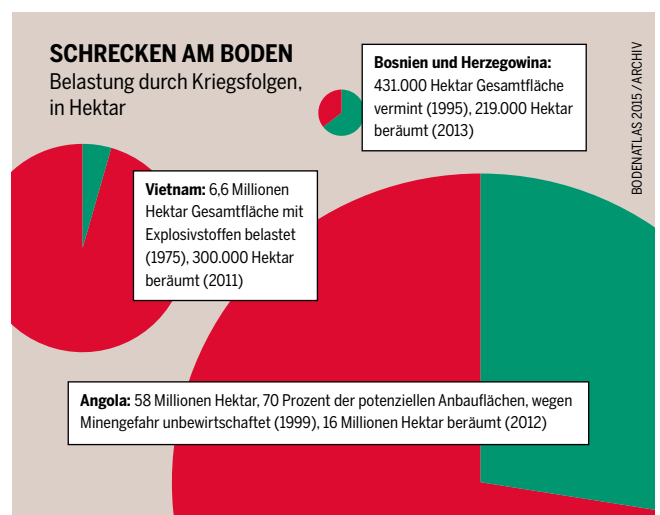 SCHRECKEN AM BODEN
Belastung durch Kriegsfolgen,
in Hektar
Bosnien und Herzegowina:
431.000 Hektar Gesamtfläche
vermint (1995), 219.000 Hektar
beräumt (2013)
BODENATLAS 2015 / ARCHIV
Vietnam: 6,6 Millionen
Hektar Gesamtfläche mit
Explosivstoffen belastet
(1975), 300.000 Hektar
beräumt (2011)
Angola: 58 Millionen Hektar, 70 Prozent der potenziellen Anbauflächen, wegen
Minengefahr unbewirtschaftet (1999), 16 Millionen Hektar beräumt (2012)